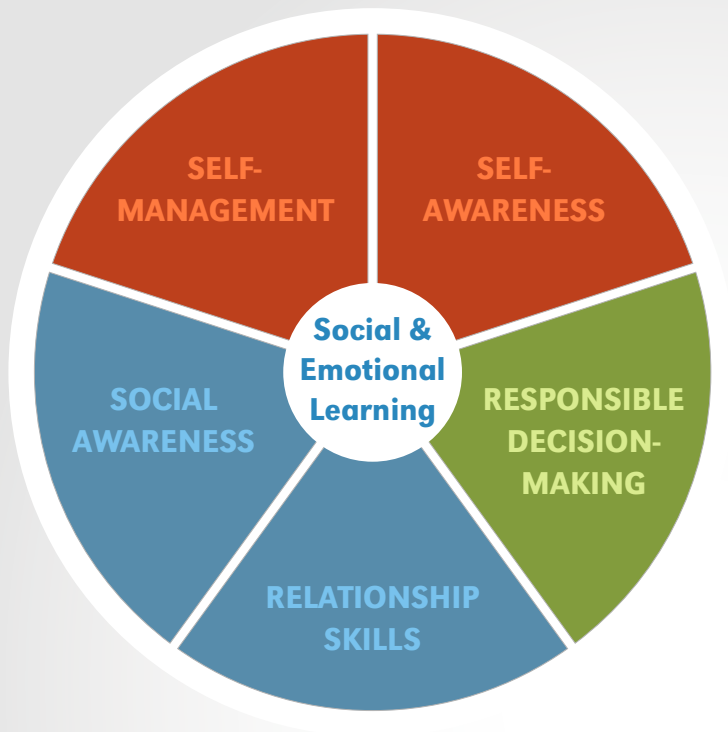 SELF-
MANAGEMENT
SELF-
AWARENESS
Social &
Emotional
Learning
SOCIAL
AWARENESS
RESPONSIBLE
DECISION-
MAKING
RELATIONSHIP
SKILLS